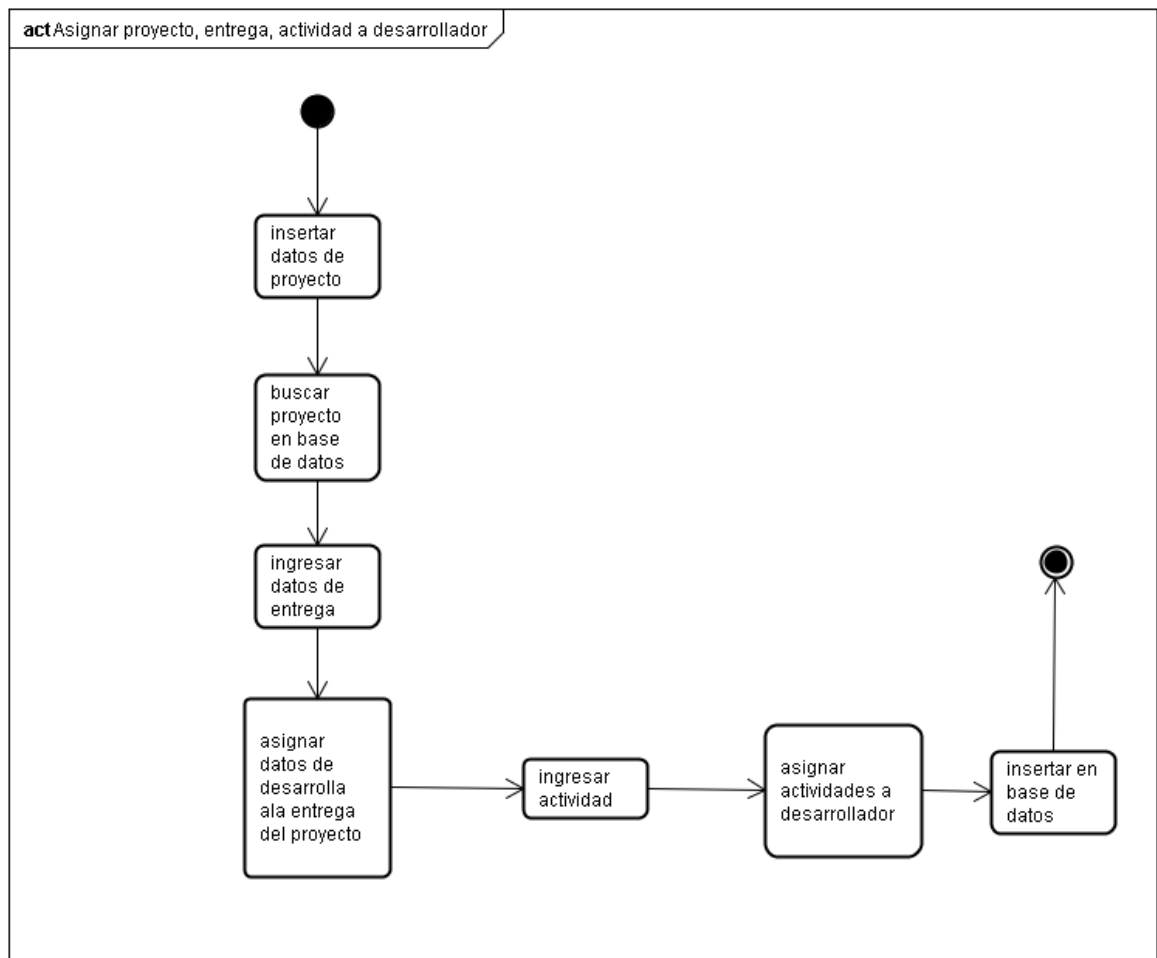 act Asignar proyecto, entrega, actividad a desarrollador
insertar
datos de
proyecto
buscar
proyecto
en base
de datos
ingresar
datos de
entrega
asignar
datos de
desarrolla
ala entrega
del proyecto
ingresar
actividad
asignar
actividades a
desarrollador
insertar en
base de
datos